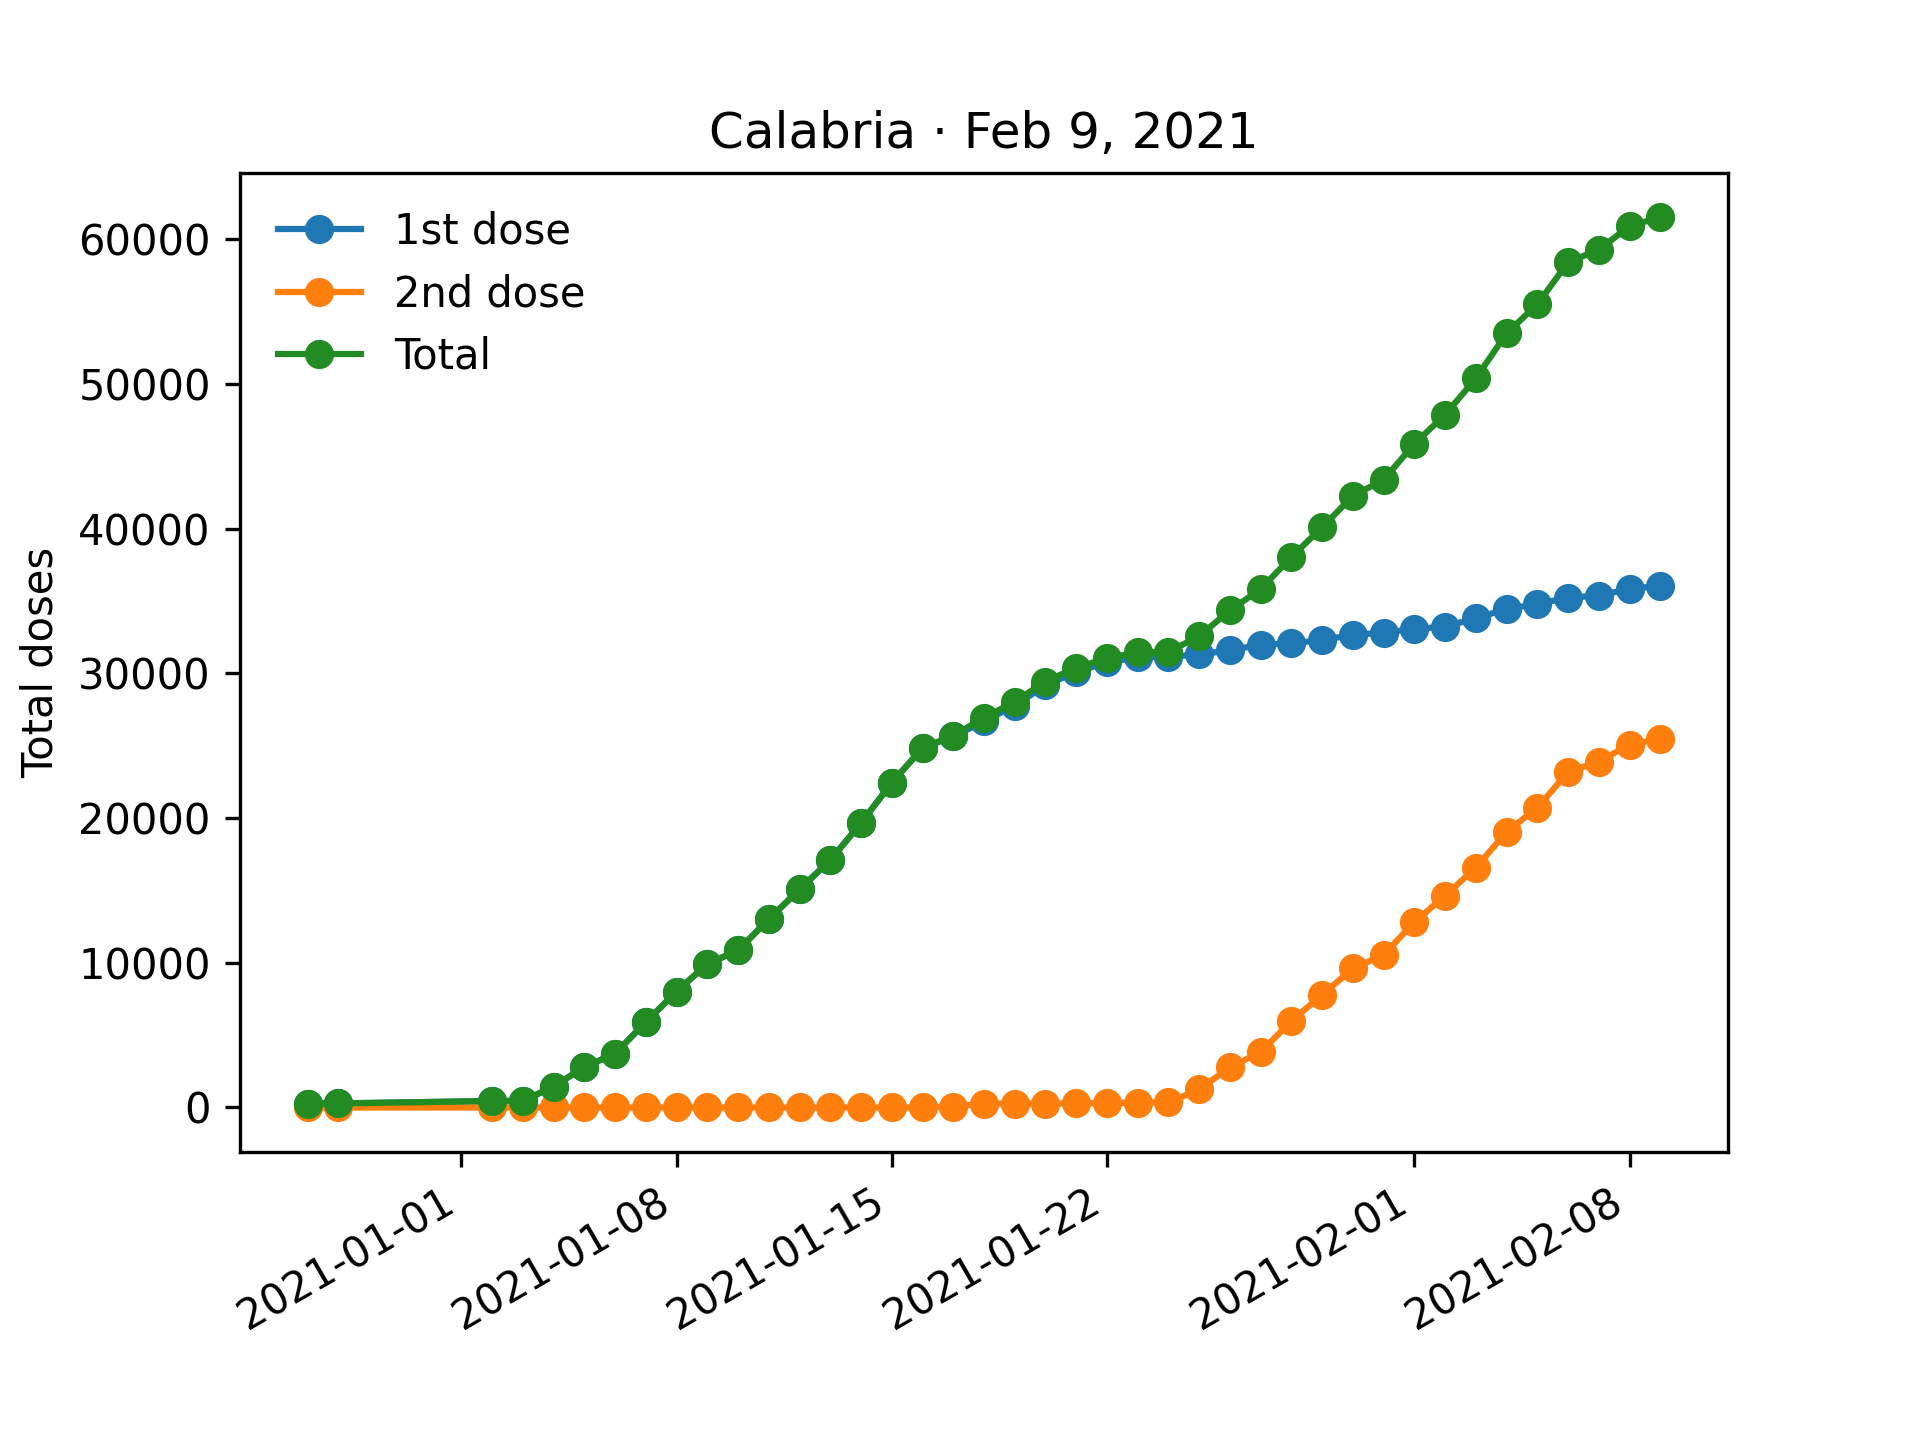 Calabria · Feb 9, 2021
1st dose
2nd dose
Total
Total doses
60000
50000
40000
30000
20000
10000
0
2021-01-01
2021-01-08
2021-01-15
2021-01-22
2021-02-01
2021-02-08